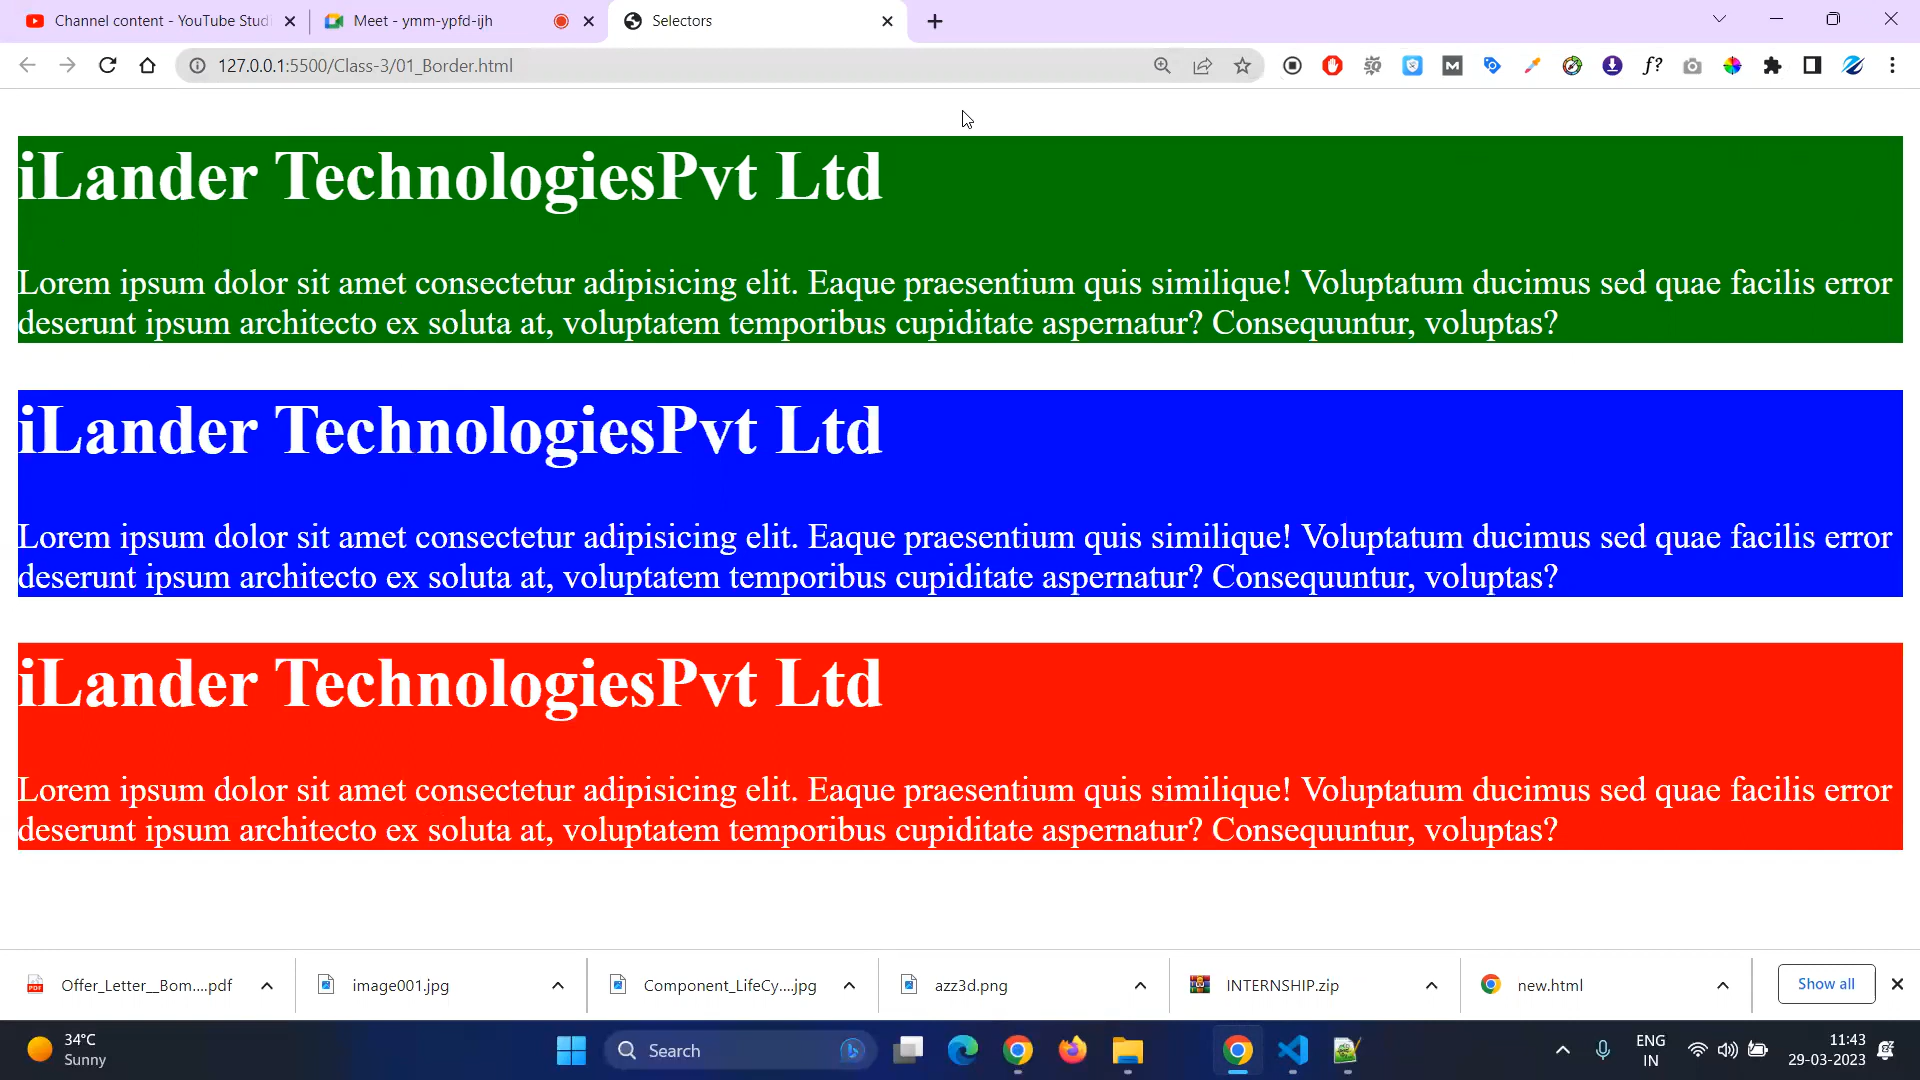 Channel content - YouTube Studi
Meet - ymm-ypfd-ijh
Selectors
127.0.0.1:5500/Class-3/01_Border.html
iLander TechnologiesPvt Ltd
Lorem ipsum dolor sit amet consectetur adipisicing elit. Eaque praesentium quis similique! Voluptatum ducimus sed quae facilis error
deserunt ipsum architecto ex soluta at, voluptatem temporibus cupiditate aspernatur? Consequuntur, voluptas?
iLander TechnologiesPvt Ltd
Lorem ipsum dolor sit amet consectetur adipisicing elit. Eaque praesentium quis similique! Voluptatum ducimus sed quae facilis error
deserunt ipsum architecto ex soluta at, voluptatem temporibus cupiditate aspernatur? Consequuntur, voluptas?
iLander TechnologiesPvt Ltd
Lorem ipsum dolor sit amet consectetur adipisicing elit. Eaque praesentium quis similique! Voluptatum ducimus sed quae facilis error
deserunt ipsum architecto ex soluta at, voluptatem temporibus cupiditate aspernatur? Consequuntur, voluptas?
Offer_Letter__Bom....pdf
image001.jpg
Component_LifeCy....jpg
azz3d.png
INTERNSHIP.zip
new.html
Show all
34°C
Sunny
Search
ENG
IN
11:43
29-03-2023